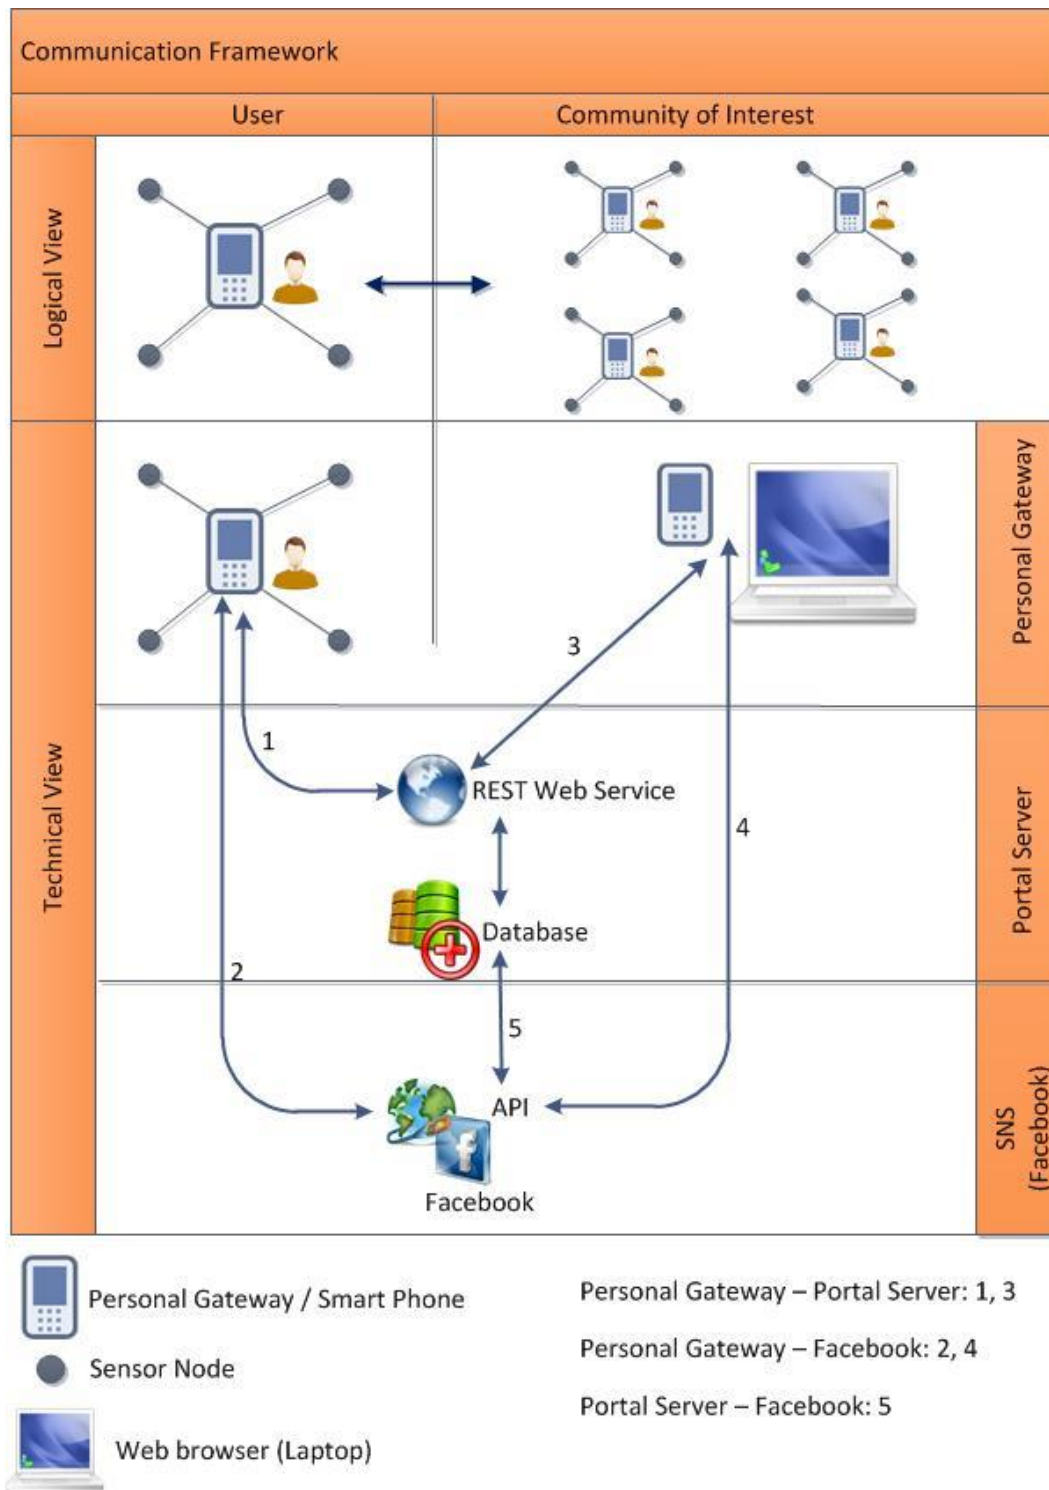 Communication Framework
User
Community of Interest
Logical View
Technical View
Personal Gateway
3
1
REST Web Service
4
Portal Server
Database
2
5
API
SNS
(Facebook)
f
Facebook
Personal Gateway / Smart Phone
Sensor Node
Web browser (Laptop)
Personal Gateway – Portal Server: 1, 3
Personal Gateway – Facebook: 2, 4
Portal Server – Facebook: 5